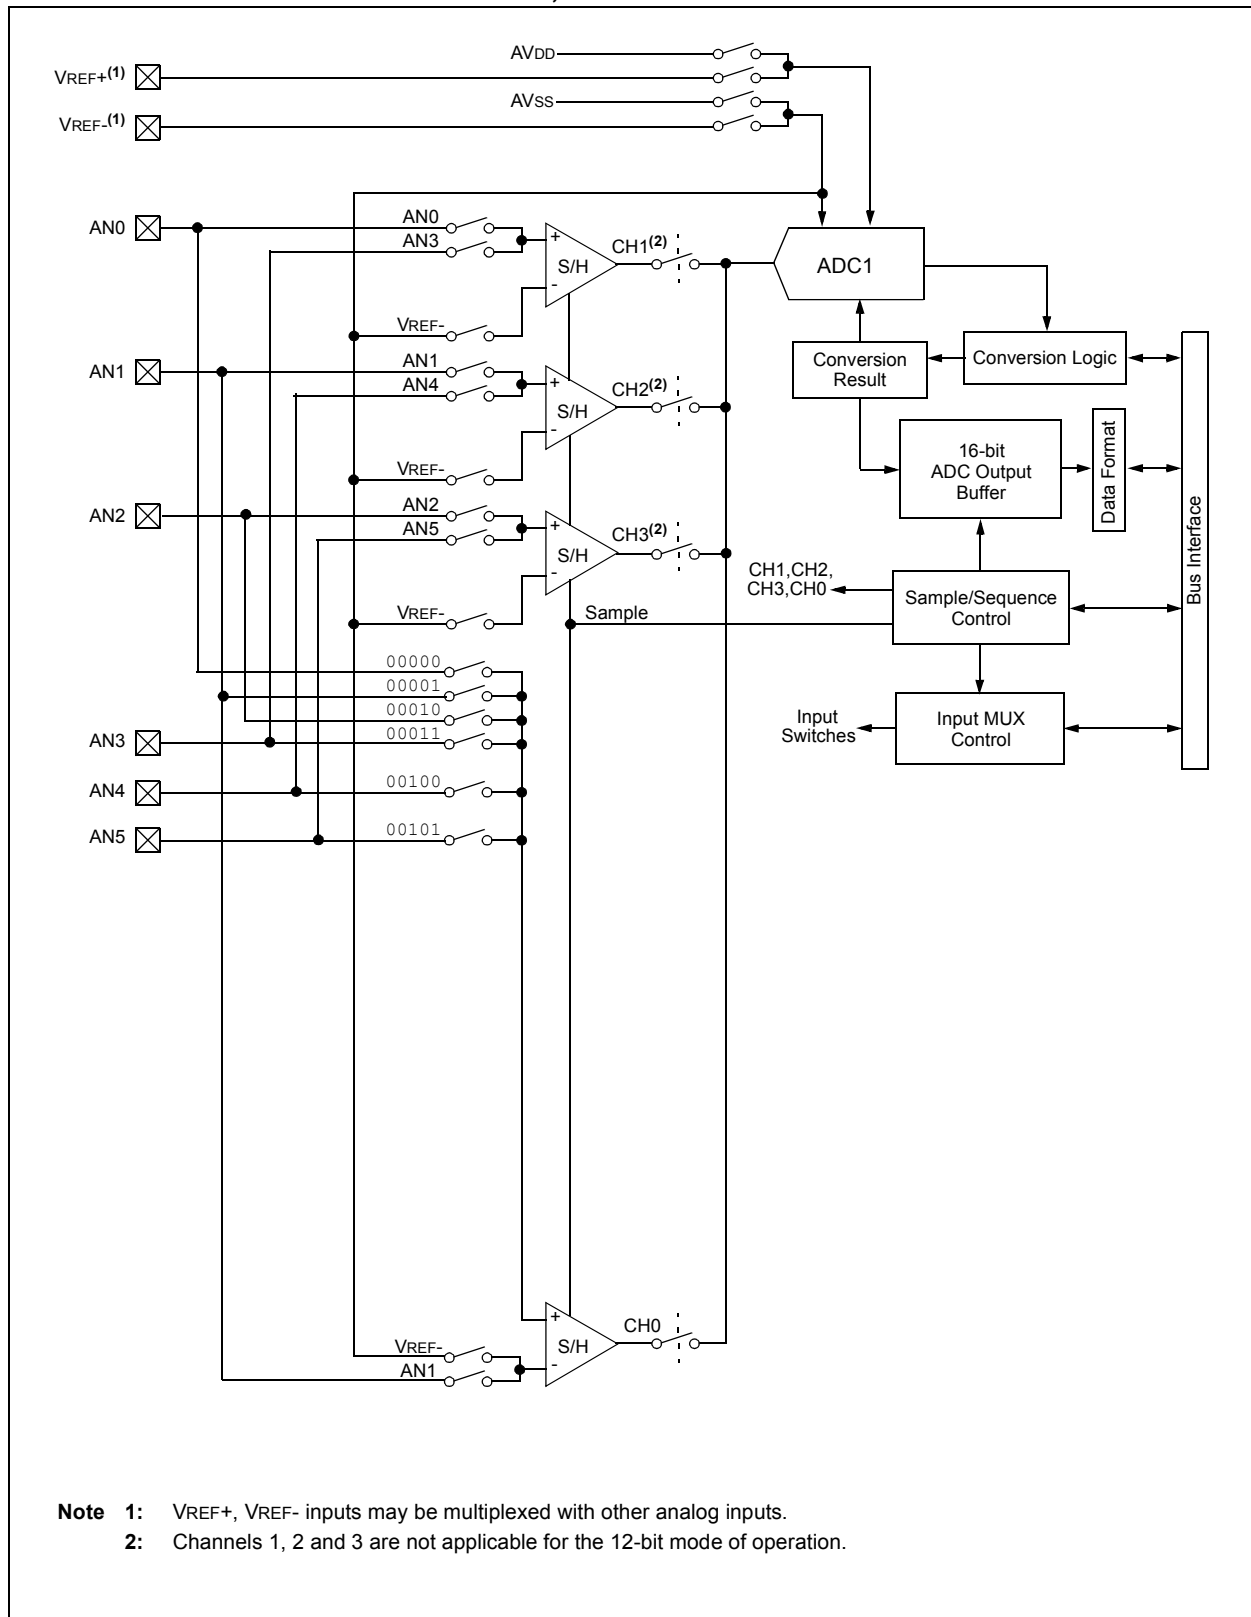 AVDD
VREF+(1)
AVSS
VREF-(1)
AN0
AN0
AN3
+
S/H
-
CH1(2)
VREF-
ADC1
Conversion Logic
Conversion
Result
AN1
AN1
AN4
+
S/H
-
CH2(2)
VREF-
16-bit
ADC Output
Buffer
Data Format
Bus Interface
AN2
AN2
AN5
+
S/H
-
CH3(2)
VREF-
CH1,CH2,
CH3,CH0
Sample/Sequence
Control
Sample
00000
00001
00010
00011
00100
00101
AN3
AN4
AN5
Input
Switches
Input MUX
Control
+
S/H
-
CH0
VREF-
AN1
Note 1: VREF+, VREF- inputs may be multiplexed with other analog inputs.
2: Channels 1, 2 and 3 are not applicable for the 12-bit mode of operation.